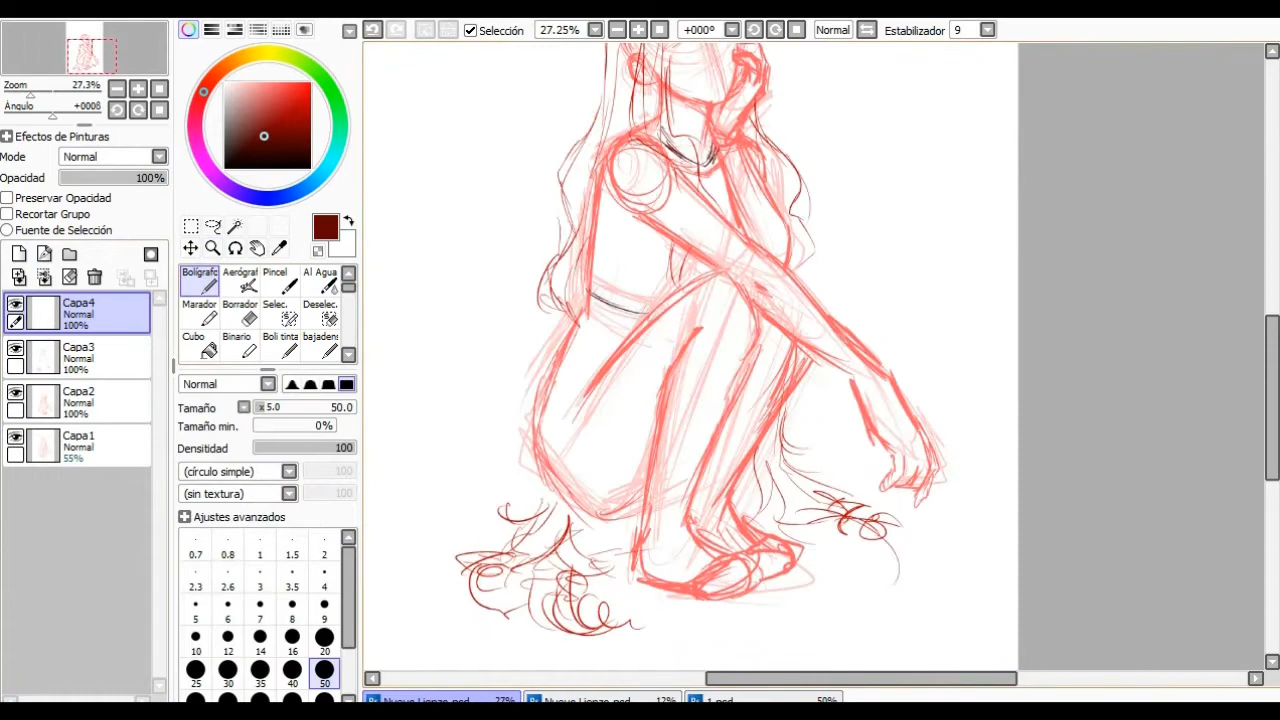 Selección 27.25% +000º Normal Estabilizador 9
Zoom 27.3%
Ángulo +000ß
Efectos de Pinturas
Mode Normal
Opacidad 100%
Preservar Opacidad
Recortar Grupo
Fuente de Selección
Capa4
Normal
100%
Capa3
Normal
100%
Capa2
Normal
100%
Capa1
Normal
55%
Bolígrafc Aerógraf Pincel Al Agua
Marador Borrador Selec. Deselec.
Cubo Binario Boli tinta bajadens
Normal
Tamaño x 5.0 50.0
Tamaño min. 0%
Densitidad 100
(círculo simple) 100
(sin textura) 100
Ajustes avanzados
0.7 0.8 1 1.5 2
2.3 2.6 3 3.5 4
5 6 7 8 9
10 12 14 16 20
25 30 35 40 50
Nuevo Lienzo.psd 27% Nuevo Lienzo.psd 12% 1.psd 50%